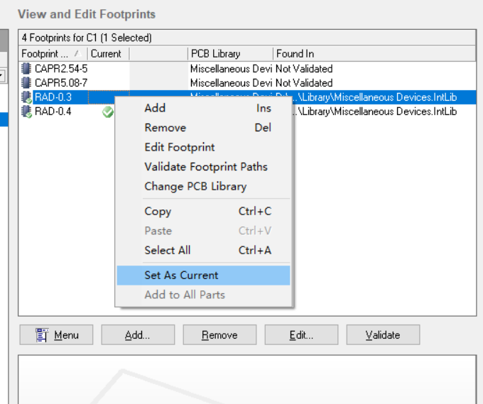 View and Edit Footprints
4 Footprints for C1 (1 Selected)
Footprint ... / Current PCB Library Found In
CAPR2.54-5 Miscellaneous Devi Not Validated
CAPR5.08-7 Miscellaneous Devi Not Validated
RAD-0.3 ...\Library\Miscellaneous Devices.IntLib
RAD-0.4 ...\Library\Miscellaneous Devices.IntLib
Add Ins
Remove Del
Edit Footprint
Validate Footprint Paths
Change PCB Library
Copy Ctrl+C
Paste Ctrl+V
Select All Ctrl+A
Set As Current
Add to All Parts
Menu Add... Remove Edit... Validate